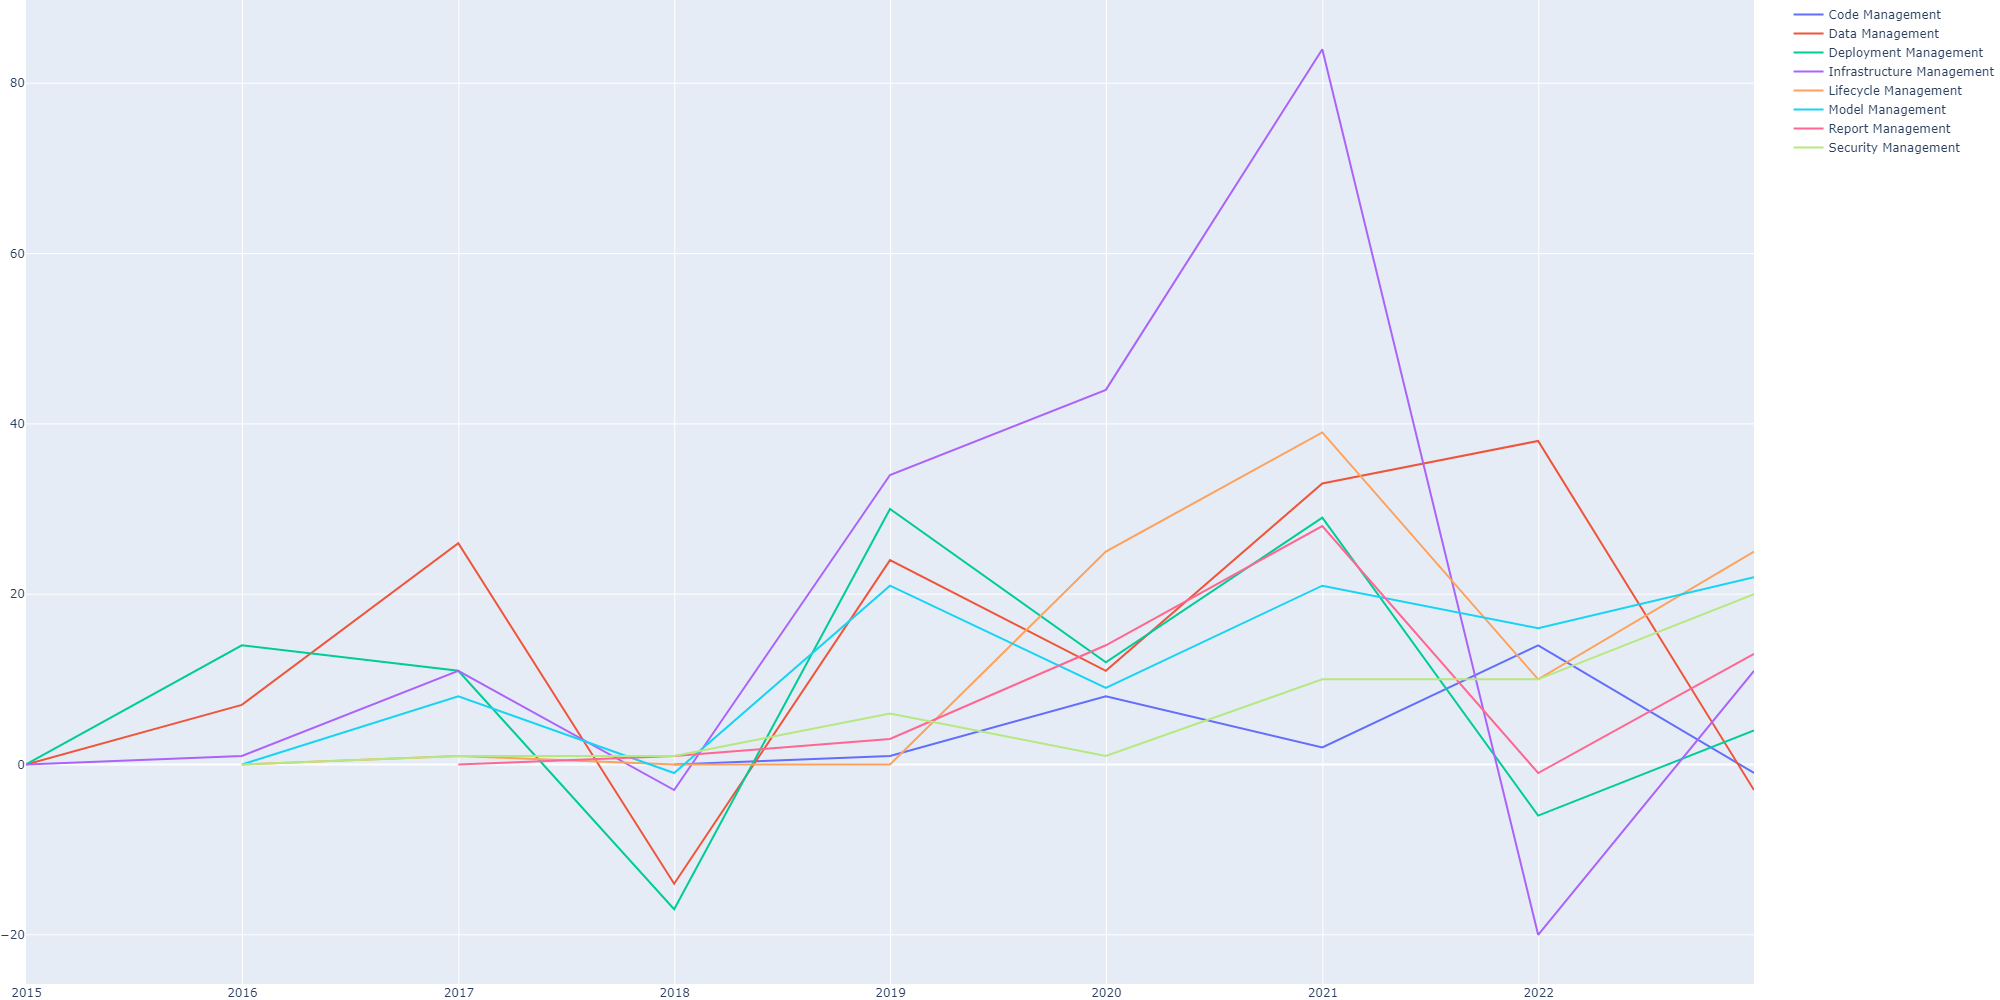 Code Management
Data Management
Deployment Management
Infrastructure Management
Lifecycle Management
Model Management
Report Management
Security Management
80
60
40
20
0
−20
2015 2016 2017 2018 2019 2020 2021 2022